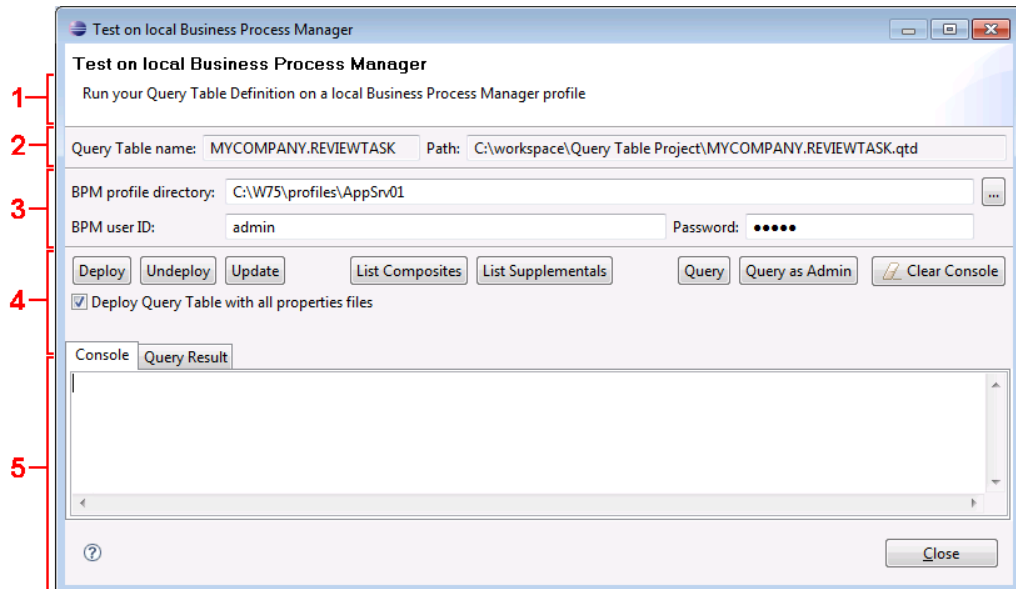 Test on local Business Process Manager
Test on local Business Process Manager
1 Run your Query Table Definition on a local Business Process Manager profile
2 Query Table name: MYCOMPANY.REVIEWTASK Path: C:\workspace\Query Table Project\MYCOMPANY.REVIEWTASK.qtd
BPM profile directory: C:\W75\profiles\AppSrv01 ...
3
BPM user ID: admin Password: •••••
Deploy Undeploy Update List Composites List Supplementals Query Query as Admin Clear Console
4 Deploy Query Table with all properties files
Console Query Result
5
? Close